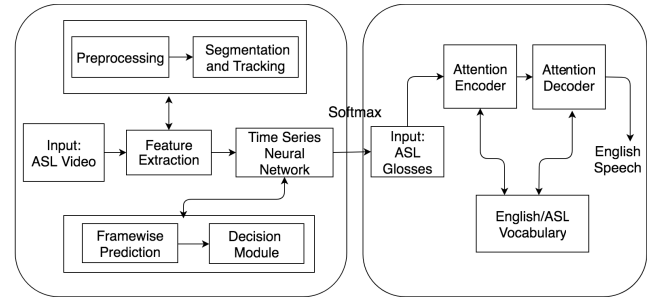 Preprocessing
Segmentation
and Tracking
Input:
ASL Video
Feature
Extraction
Time Series
Neural
Network
Framewise
Prediction
Decision
Module
Softmax
Input:
ASL
Glosses
Attention
Encoder
Attention
Decoder
English
Speech
English/ASL
Vocabulary